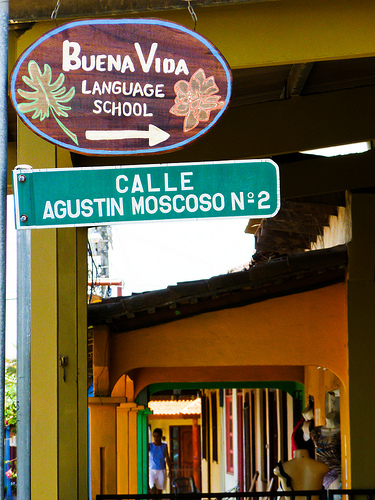 BUENA VIDA
LANGUAGE
SCHOOL
CALLE
AGUSTIN MOSCOSO Nº2